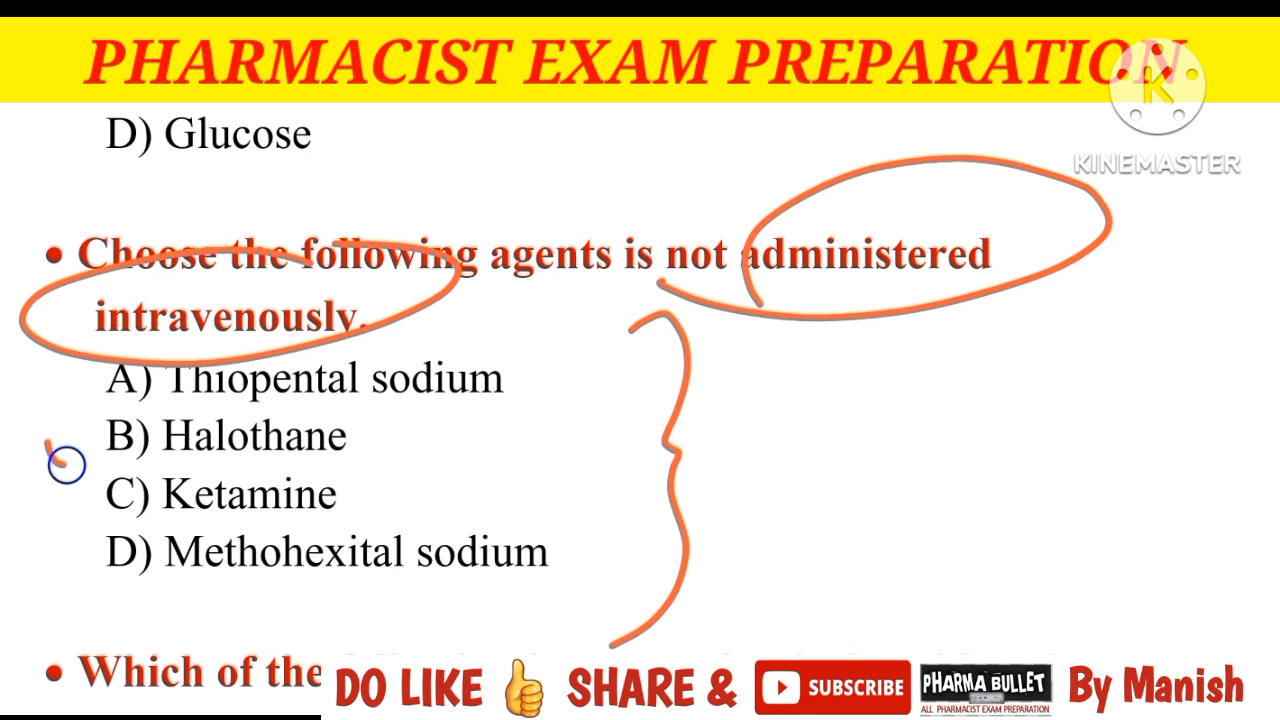 PHARMACIST EXAM PREPARATION
KINEMASTER
D) Glucose
• Choose the following agents is not administered
intravenously.
A) Thiopental sodium
B) Halothane
C) Ketamine
D) Methohexital sodium
• Which of the
DO LIKE SHARE & SUBSCRIBE PHARMA BULLET By Manish
ALL PHARMACIST EXAM PREPARATION